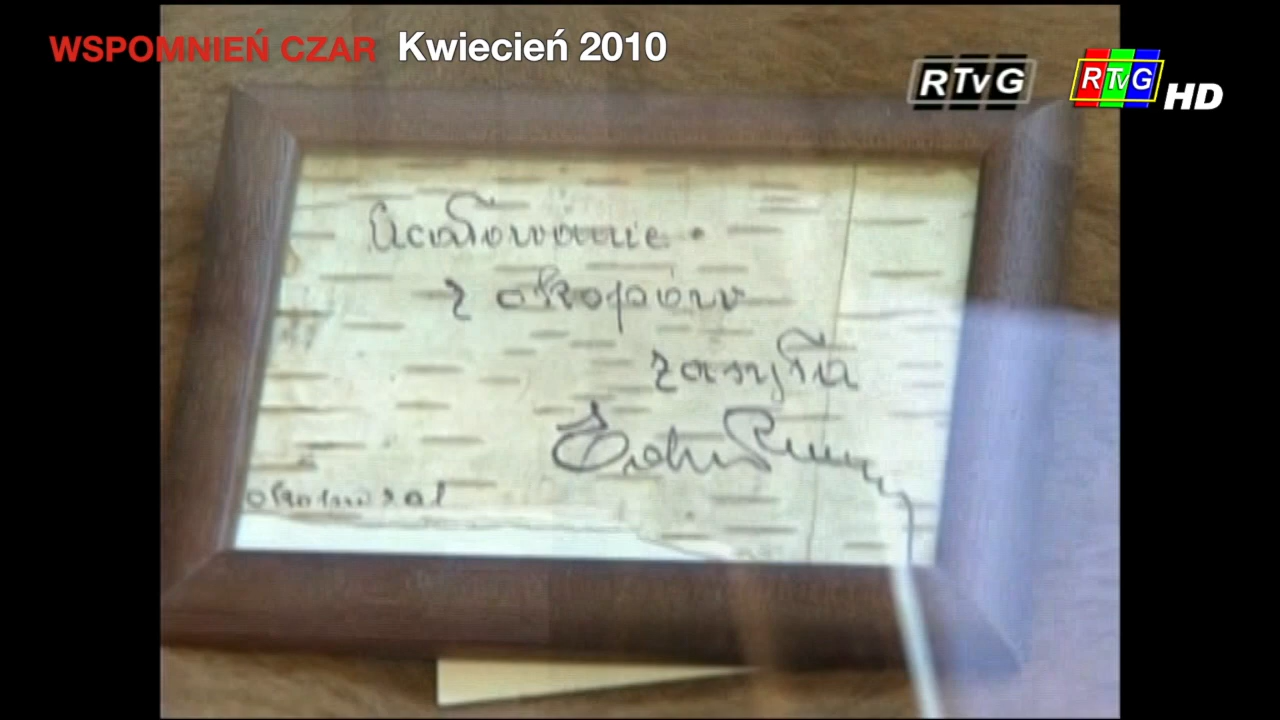 WSPOMNIEŃ CZAR Kwiecień 2010
RTvG
RTvG HD
Ucałowanie
z okopów
zasyła